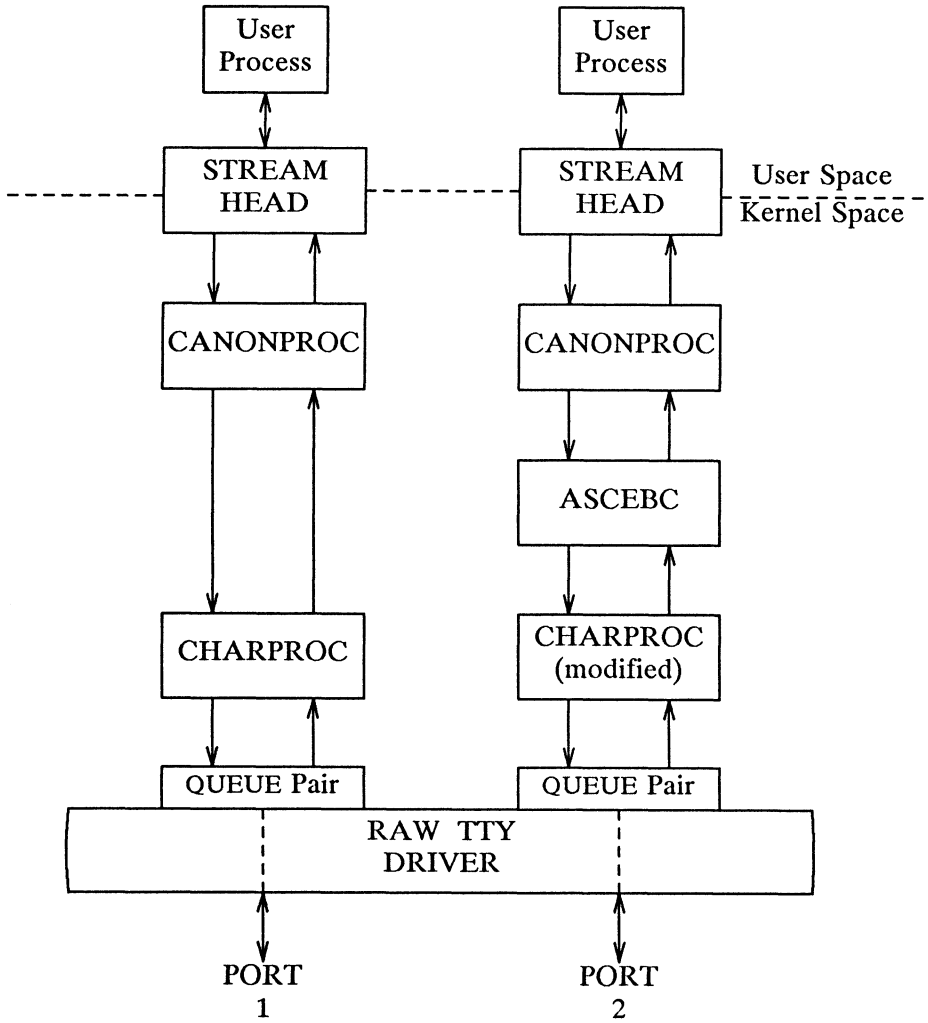 User
Process
User
Process
STREAM
HEAD
STREAM
HEAD
User Space
Kernel Space
CANONPROC
CANONPROC
ASCEBC
CHARPROC
CHARPROC
(modified)
QUEUE Pair
QUEUE Pair
RAW TTY
DRIVER
PORT
1
PORT
2